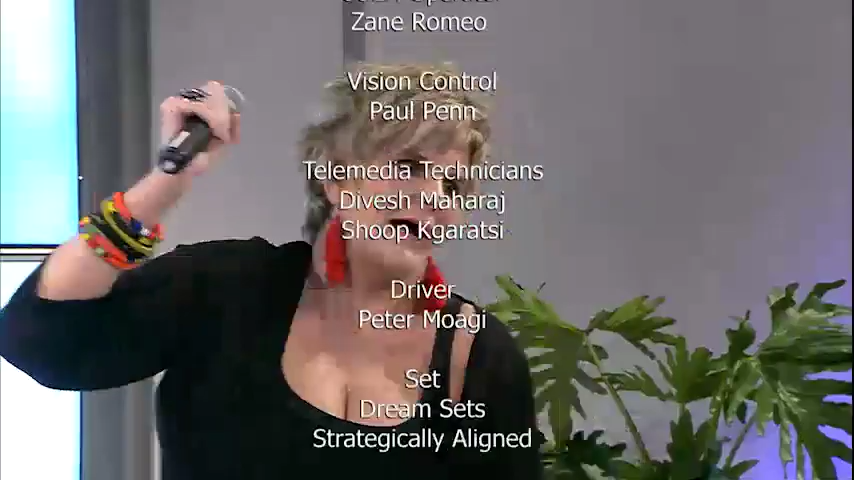 Zane Romeo
Vision Control
Paul Penn
Telemedia Technicians
Divesh Maharaj
Shoop Kgaratsi
Driver
Peter Moagi
Set
Dream Sets
Strategically Aligned